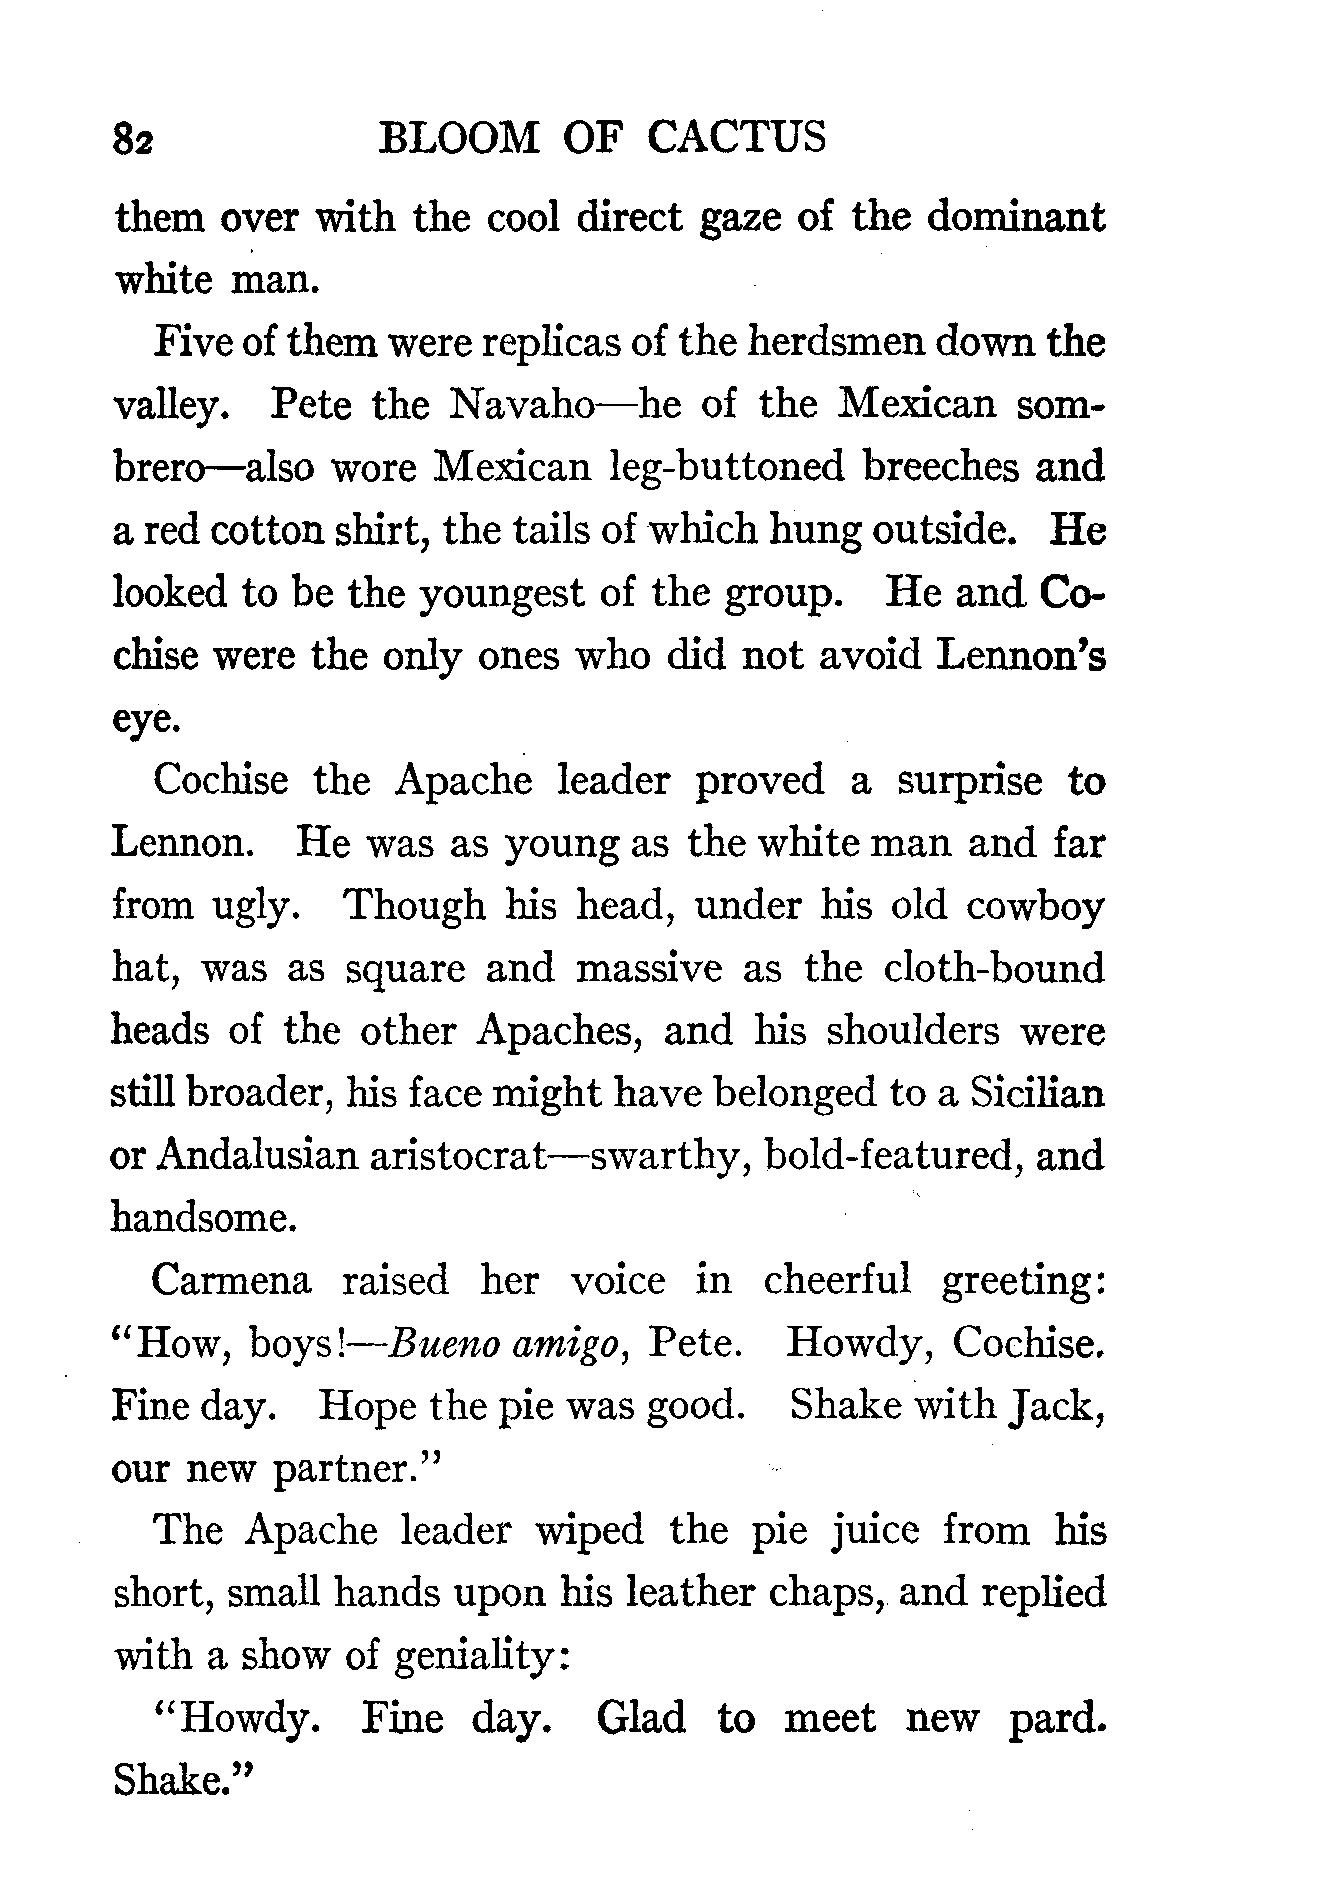 82 BLOOM OF CACTUS
them over with the cool direct gaze of the dominant
white man.
Five of them were replicas of the herdsmen down the
valley. Pete the Navaho—he of the Mexican som-
brero—also wore Mexican leg-buttoned breeches and
a red cotton shirt, the tails of which hung outside. He
looked to be the youngest of the group. He and Co-
chise were the only ones who did not avoid Lennon's
eye.
Cochise the Apache leader proved a surprise to
Lennon. He was as young as the white man and far
from ugly. Though his head, under his old cowboy
hat, was as square and massive as the cloth-bound
heads of the other Apaches, and his shoulders were
still broader, his face might have belonged to a Sicilian
or Andalusian aristocrat—swarthy, bold-featured, and
handsome.
Carmena raised her voice in cheerful greeting:
"How, boys!—Bueno amigo, Pete. Howdy, Cochise.
Fine day. Hope the pie was good. Shake with Jack,
our new partner."
The Apache leader wiped the pie juice from his
short, small hands upon his leather chaps, and replied
with a show of geniality:
"Howdy. Fine day. Glad to meet new pard.
Shake."